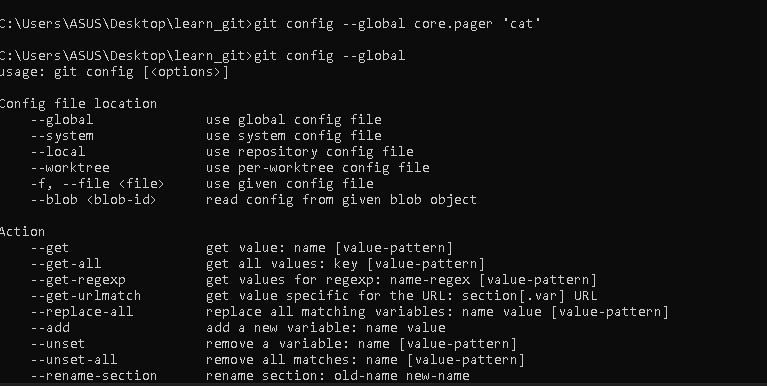 C:\Users\ASUS\Desktop\learn_git>git config --global core.pager 'cat'
C:\Users\ASUS\Desktop\learn_git>git config --global
usage: git config [<options>]
Config file location
--global use global config file
--system use system config file
--local use repository config file
--worktree use per-worktree config file
-f, --file <file> use given config file
--blob <blob-id> read config from given blob object
Action
--get get value: name [value-pattern]
--get-all get all values: key [value-pattern]
--get-regexp get values for regexp: name-regex [value-pattern]
--get-urlmatch get value specific for the URL: section[.var] URL
--replace-all replace all matching variables: name value [value-pattern]
--add add a new variable: name value
--unset remove a variable: name [value-pattern]
--unset-all remove all matches: name [value-pattern]
--rename-section rename section: old-name new-name